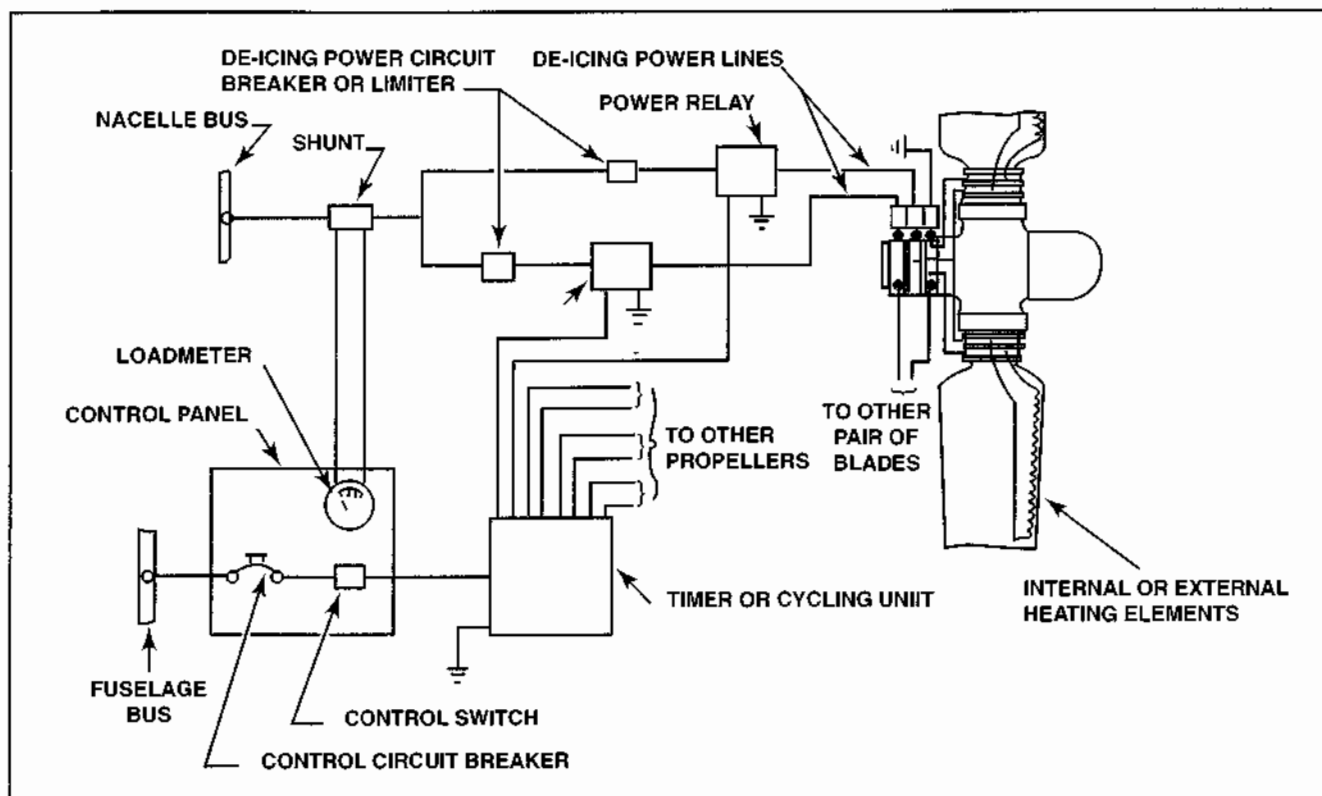 DE-ICING POWER CIRCUIT
BREAKER OR LIMITER
DE-ICING POWER LINES
POWER RELAY
NACELLE BUS
SHUNT
LOADMETER
CONTROL PANEL
TO OTHER
PROPELLERS
TO OTHER
PAIR OF
BLADES
TIMER OR CYCLING UNIIT
INTERNAL OR EXTERNAL
HEATING ELEMENTS
FUSELAGE
BUS
CONTROL SWITCH
CONTROL CIRCUIT BREAKER